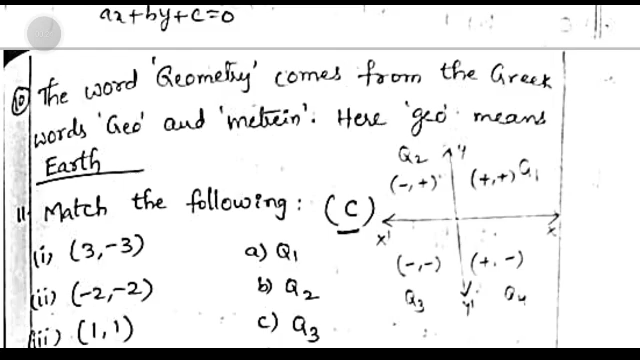 ax+by+c=0
10 The word 'Geometry' comes from the Greek
words 'Geo' and 'metrein'. Here 'geo' means
Earth
11. Match the following: (C)
(i) (3,-3) a) Q1
(ii) (-2,-2) b) Q2
(iii) (1,1) c) Q3
Q2 Y
(-,+) (+,+) Q1
X' X
(-,-) (+,-)
Q3 Y' Q4